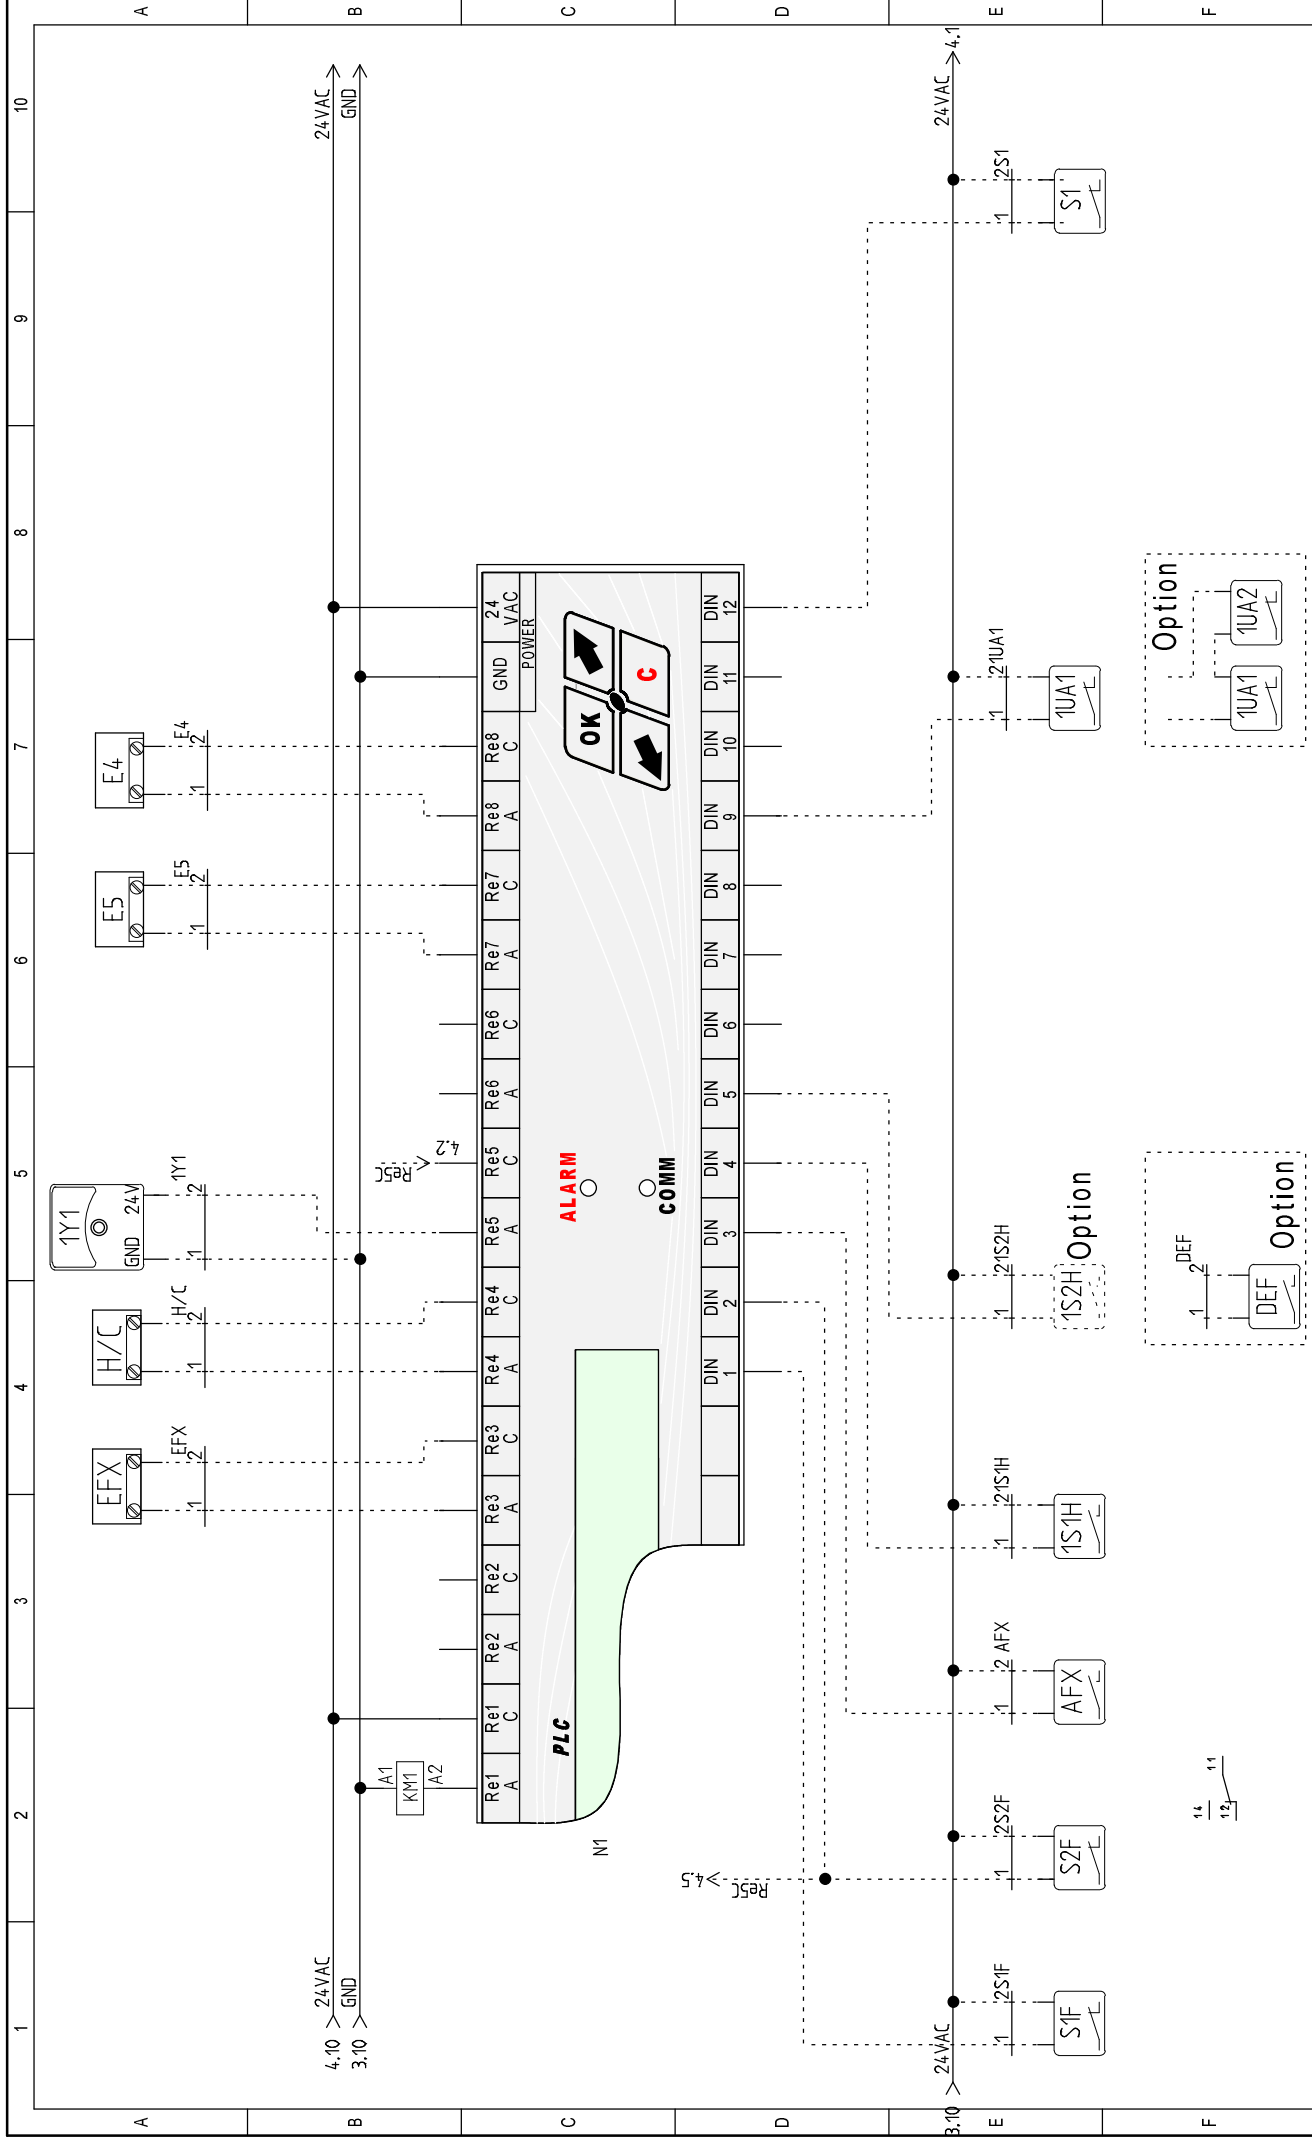 A
B
C
D
E
F
10
9
8
7
6
5
4
3
2
1
24VAC
GND
24VAC
4.1
2S1
1
S1
E4
E4
2
1
E5
E5
2
1
1Y1
GND 24V
1Y1
2
1
H/C
H/C
2
1
EFX
EFX
2
1
Re5C
4.2
A1
KM1
A2
24VAC
GND
4.10
3.10
24 VAC
GND
POWER
Re8 C
Re8 A
Re7 C
Re7 A
Re6 C
Re6 A
Re5 C
Re5 A
Re4 C
Re4 A
Re3 C
Re3 A
Re2 C
Re2 A
Re1 C
Re1 A
OK
C
ALARM
COMM
PLC
N1
DIN 12
DIN 11
DIN 10
DIN 9
DIN 8
DIN 7
DIN 6
DIN 5
DIN 4
DIN 3
DIN 2
DIN 1
4.5
Re5C
21UA1
1
1UA1
Option
1UA2
1UA1
21S2H
1
1S2H
Option
DEF
2
1
DEF
Option
21S1H
1
1S1H
2 AFX
1
AFX
2S2F
1
S2F
11
14
12
2S1F
1
S1F
24VAC
3.10
A
B
C
D
E
F